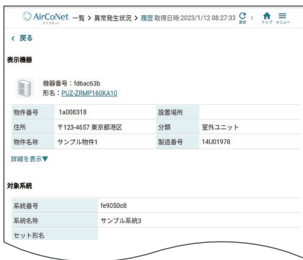 AirCoNet 一覧 > 異常発生状況 > 履歴 取得日時:2023/1/12 08:27:33
更新 トップ メニュー
< 戻る
表示機器
機器番号：fd6ac63b
形名：PUZ-ZRMP160KA10
物件番号 1a008318 設置場所
住所 〒123-4657 東京都港区 分類 室外ユニット
物件名称 サンプル物件1 製造番号 14U01978
詳細を表示▼
対象系統
系統番号 fe9050c8
系統名称 サンプル系統3
セット形名